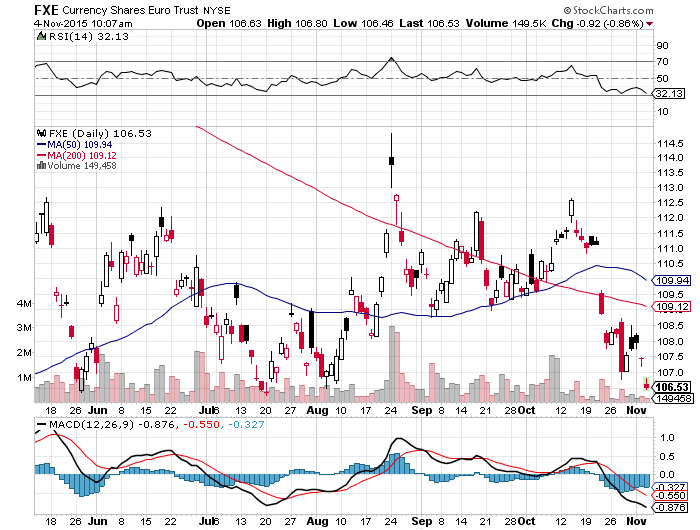 FXE Currency Shares Euro Trust NYSE © StockCharts.com
4-Nov-2015 10:07am Open 106.63 High 106.80 Low 106.46 Last 106.53 Volume 149.5K Chg -0.92 (-0.86%)
RSI(14) 32.13
90
70
50
32.13
10
FXE (Daily) 106.53
MA(50) 109.94
MA(200) 109.12
Volume 149,458
114.5
114.0
113.5
113.0
112.5
112.0
111.5
111.0
110.5
109.94
109.5
109.12
108.5
108.0
107.5
107.0
106.53
149458
4M
3M
2M
1M
18 26 Jun 8 15 22 Jul 6 13 20 27 Aug 10 17 24 Sep 8 14 21 28 Oct 12 19 26 Nov
MACD(12,26,9) -0.876, -0.550, -0.327
1.0
0.5
0.0
-0.327
-0.550
-0.876
18 26 Jun 8 15 22 Jul 6 13 20 27 Aug 10 17 24 Sep 8 14 21 28 Oct 12 19 26 Nov